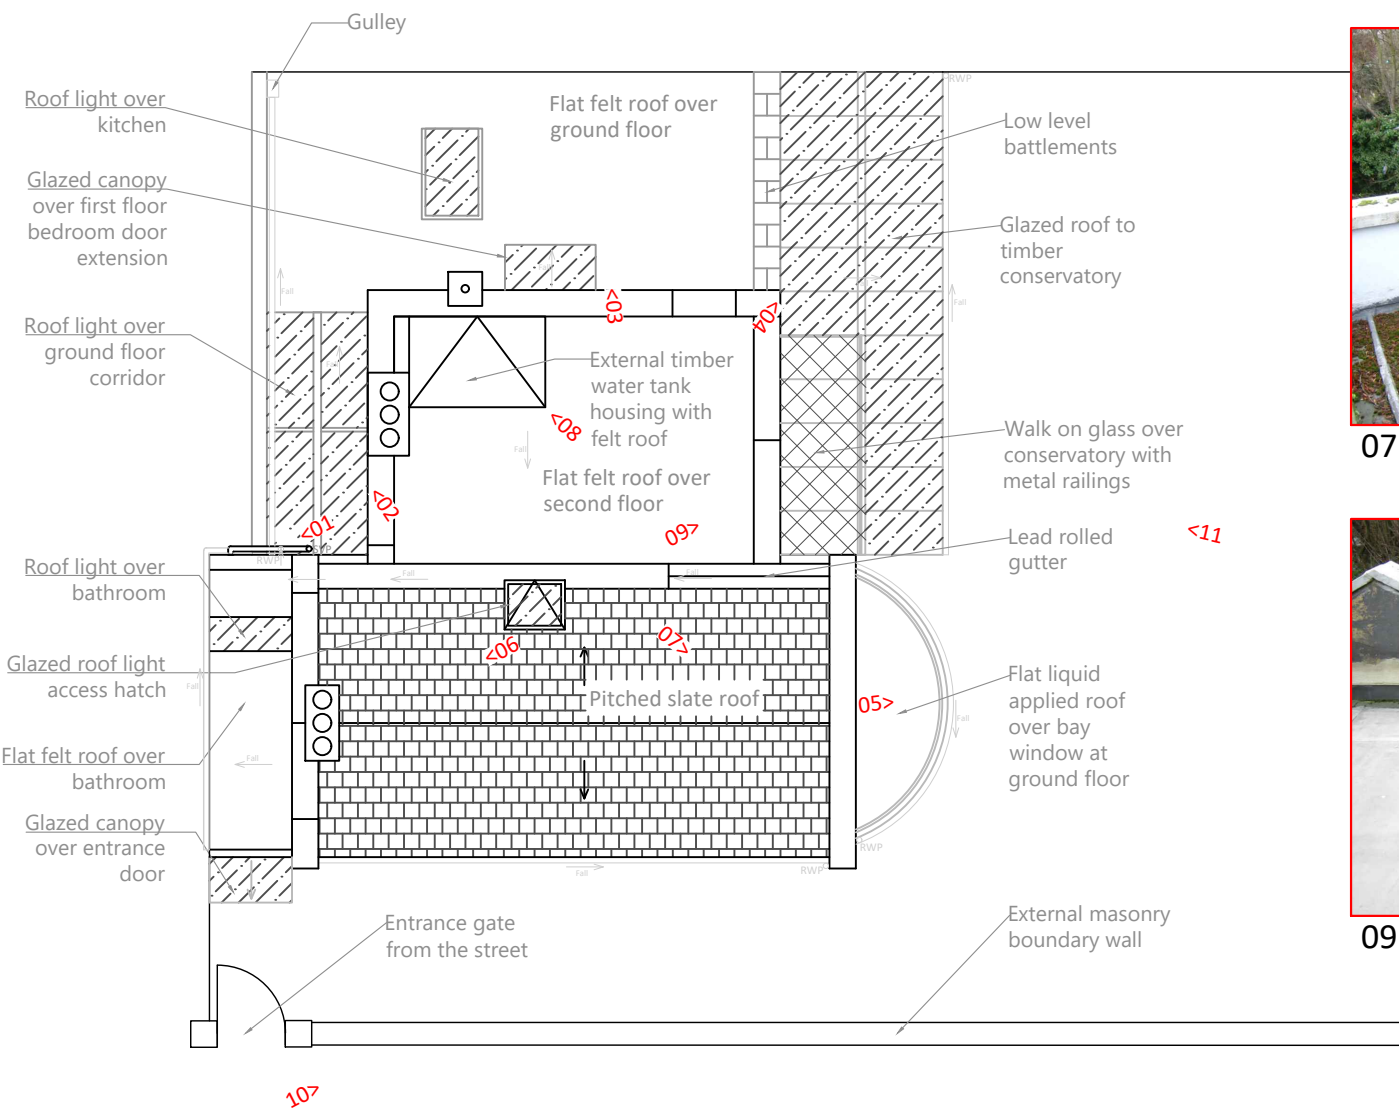 Gulley
Roof light over
kitchen
Glazed canopy
over first floor
bedroom door
extension
Roof light over
ground floor
corridor
Roof light over
bathroom
Glazed roof light
access hatch
Flat felt roof over
bathroom
Glazed canopy
over entrance
door
Entrance gate
from the street
Flat felt roof over
ground floor
External timber
water tank
housing with
felt roof
Flat felt roof over
second floor
Pitched slate roof
Low level
battlements
Glazed roof to
timber
conservatory
Walk on glass over
conservatory with
metal railings
Lead rolled
gutter
Flat liquid
applied roof
over bay
window at
ground floor
External masonry
boundary wall
RWP
RWP
RWP
RWP
Fall
Fall
Fall
Fall
Fall
Fall
Fall
Fall
Fall
Fall
Fall
<01
<02
<03
<04
05>
<06
07>
<08
09>
10>
<11
07
09